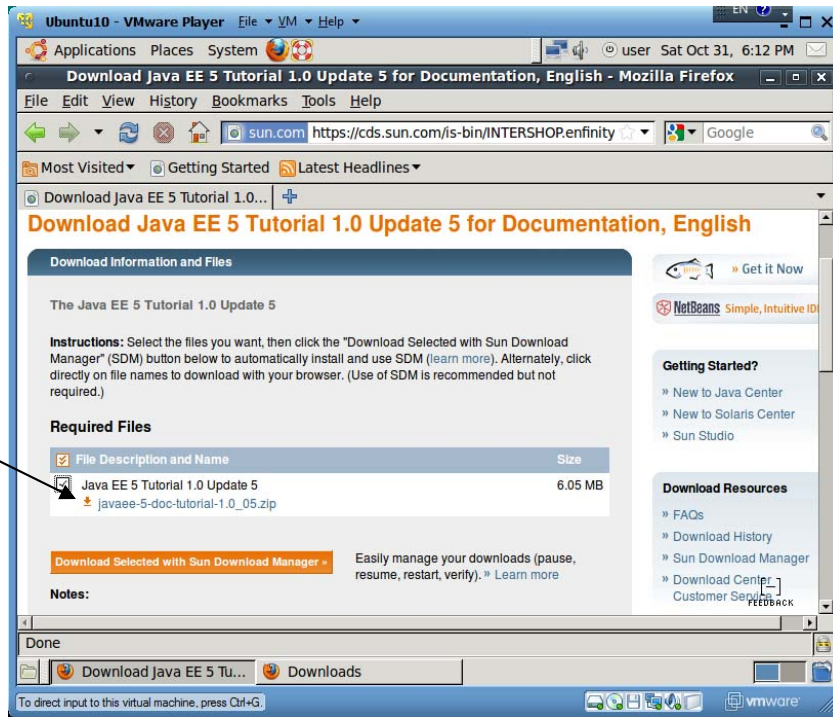 Ubuntu10 - VMware Player File ▾ VM ▾ Help ▾
EN
Applications Places System user Sat Oct 31, 6:12 PM
Download Java EE 5 Tutorial 1.0 Update 5 for Documentation, English - Mozilla Firefox
File Edit View History Bookmarks Tools Help
sun.com https://cds.sun.com/is-bin/INTERSHOP.enfinity Google
Most Visited▾ Getting Started Latest Headlines▾
Download Java EE 5 Tutorial 1.0...
Download Java EE 5 Tutorial 1.0 Update 5 for Documentation, English
Download Information and Files
The Java EE 5 Tutorial 1.0 Update 5
Instructions: Select the files you want, then click the "Download Selected with Sun Download
Manager" (SDM) button below to automatically install and use SDM (learn more). Alternately, click
directly on file names to download with your browser. (Use of SDM is recommended but not
required.)
Required Files
File Description and Name Size
Java EE 5 Tutorial 1.0 Update 5 6.05 MB
javaee-5-doc-tutorial-1.0_05.zip
Download Selected with Sun Download Manager »
Easily manage your downloads (pause,
resume, restart, verify). » Learn more
Notes:
» Get it Now
NetBeans Simple, Intuitive ID
Getting Started?
» New to Java Center
» New to Solaris Center
» Sun Studio
Download Resources
» FAQs
» Download History
» Sun Download Manager
» Download Center
Customer Service
[–]
FEEDBACK
Done
Download Java EE 5 Tu... Downloads
To direct input to this virtual machine, press Ctrl+G.
vmware